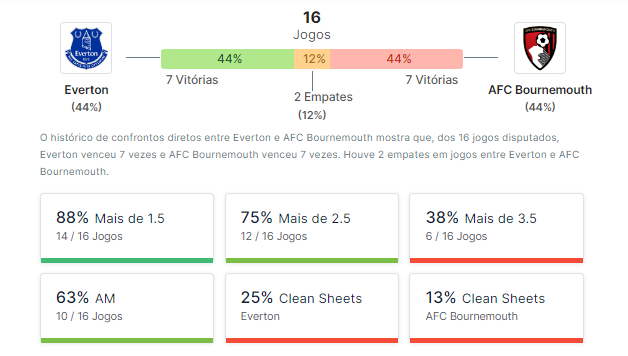 16
Jogos
44% 12% 44%
7 Vitórias 7 Vitórias
Everton AFC Bournemouth
2 Empates
(44%) (44%)
(12%)
O histórico de confrontos diretos entre Everton e AFC Bournemouth mostra que, dos 16 jogos disputados,
Everton venceu 7 vezes e AFC Bournemouth venceu 7 vezes. Houve 2 empates em jogos entre Everton e AFC
Bournemouth.
88% Mais de 1.5 75% Mais de 2.5 38% Mais de 3.5
14 / 16 Jogos 12 / 16 Jogos 6 / 16 Jogos
63% AM 25% Clean Sheets 13% Clean Sheets
10 / 16 Jogos Everton AFC Bournemouth